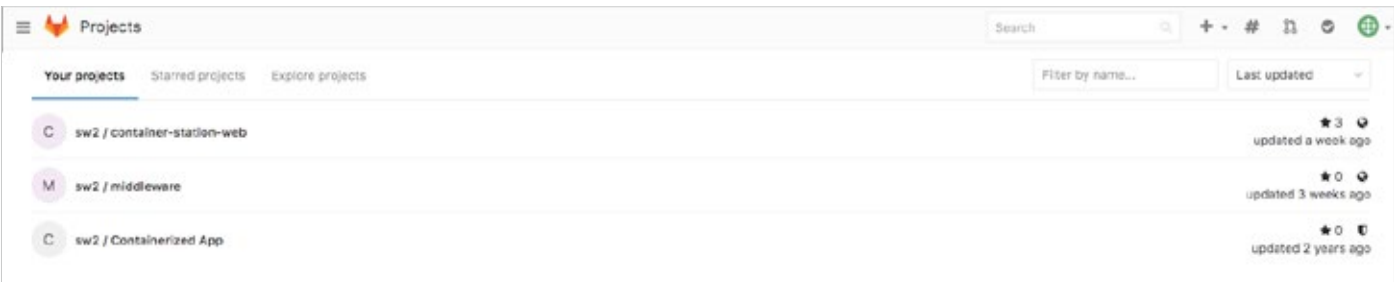 Projects Search
Your projects Starred projects Explore projects Filter by name... Last updated
C sw2 / container-station-web 3
updated a week ago
M sw2 / middleware 0
updated 3 weeks ago
C sw2 / Containerized App 0
updated 2 years ago